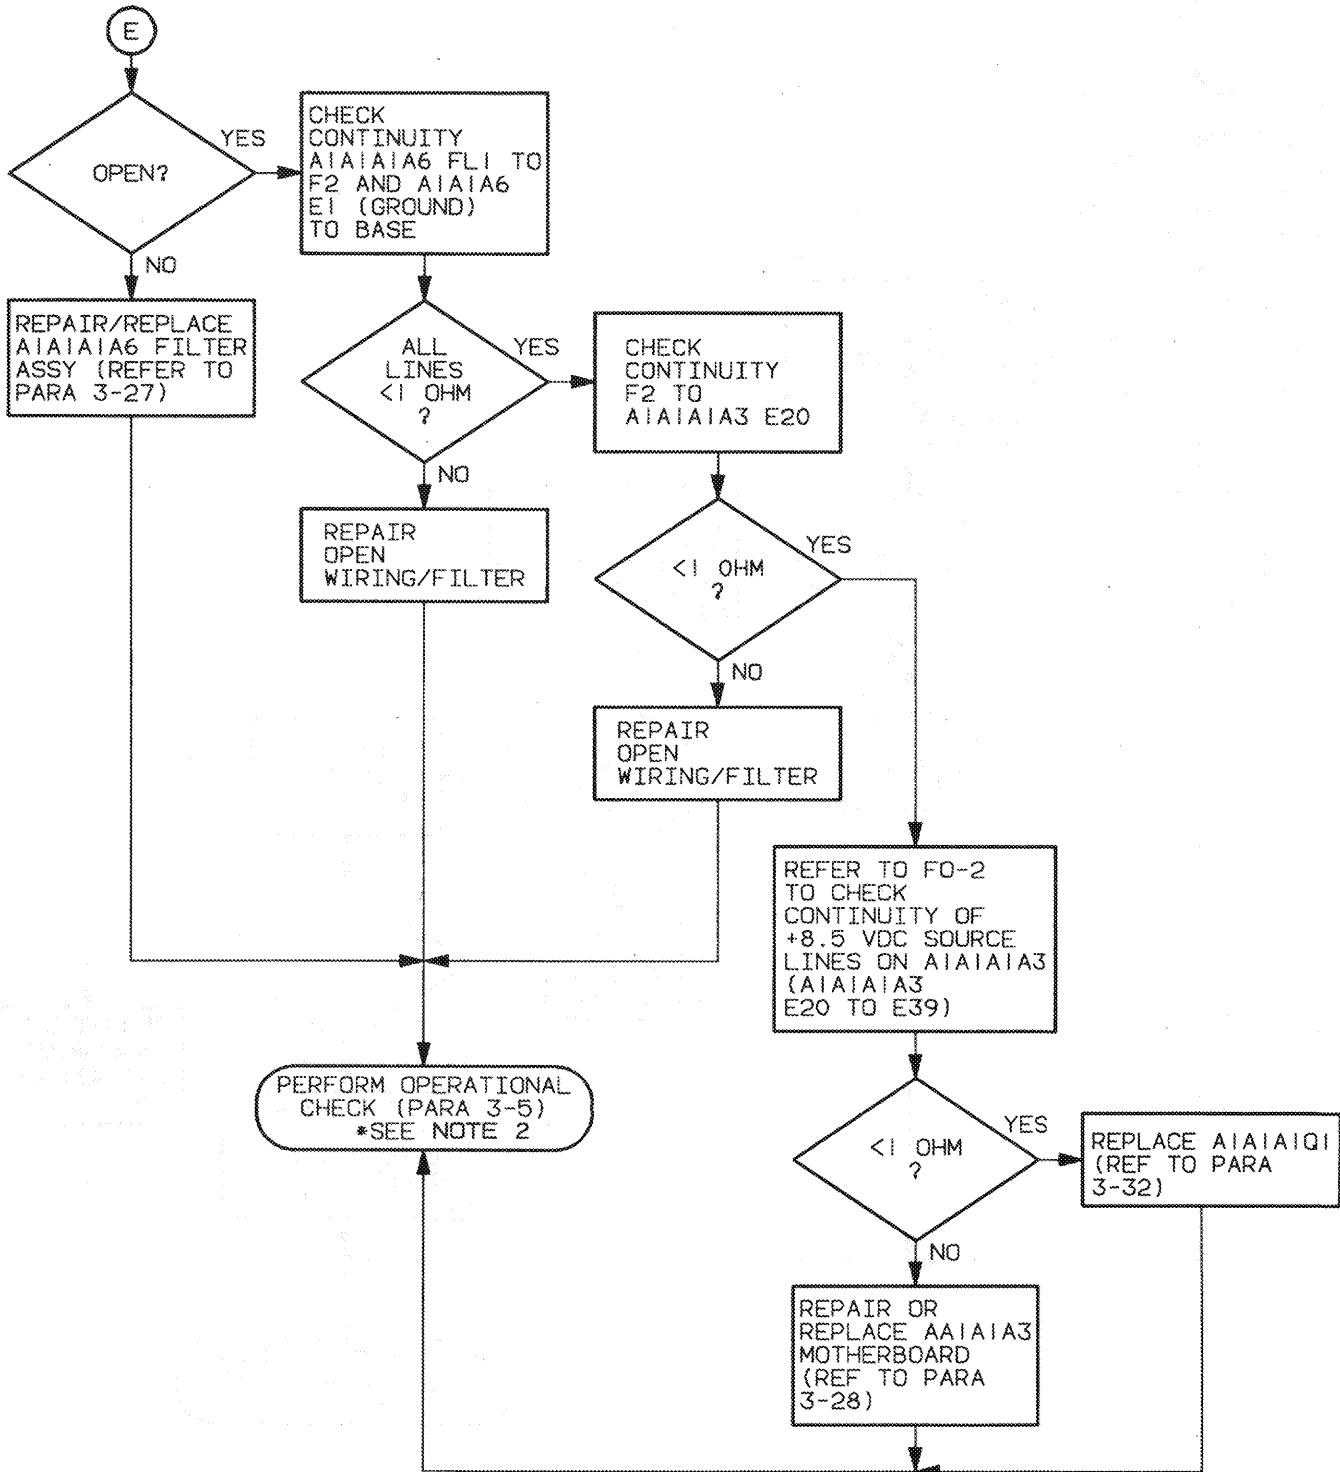 E
OPEN?
YES
NO
CHECK
CONTINUITY
A1A1A1A6 FL1 TO
F2 AND A1A1A6
E1 (GROUND)
TO BASE
REPAIR/REPLACE
A1A1A1A6 FILTER
ASSY (REFER TO
PARA 3-27)
ALL
LINES
<1 OHM
?
YES
NO
CHECK
CONTINUITY
F2 TO
A1A1A1A3 E20
REPAIR
OPEN
WIRING/FILTER
<1 OHM
?
YES
NO
REPAIR
OPEN
WIRING/FILTER
REFER TO FO-2
TO CHECK
CONTINUITY OF
+8.5 VDC SOURCE
LINES ON A1A1A1A3
(A1A1A1A3
E20 TO E39)
PERFORM OPERATIONAL
CHECK (PARA 3-5)
*SEE NOTE 2
<1 OHM
?
YES
NO
REPLACE A1A1A1Q1
(REF TO PARA
3-32)
REPAIR OR
REPLACE AA1A1A3
MOTHERBOARD
(REF TO PARA
3-28)